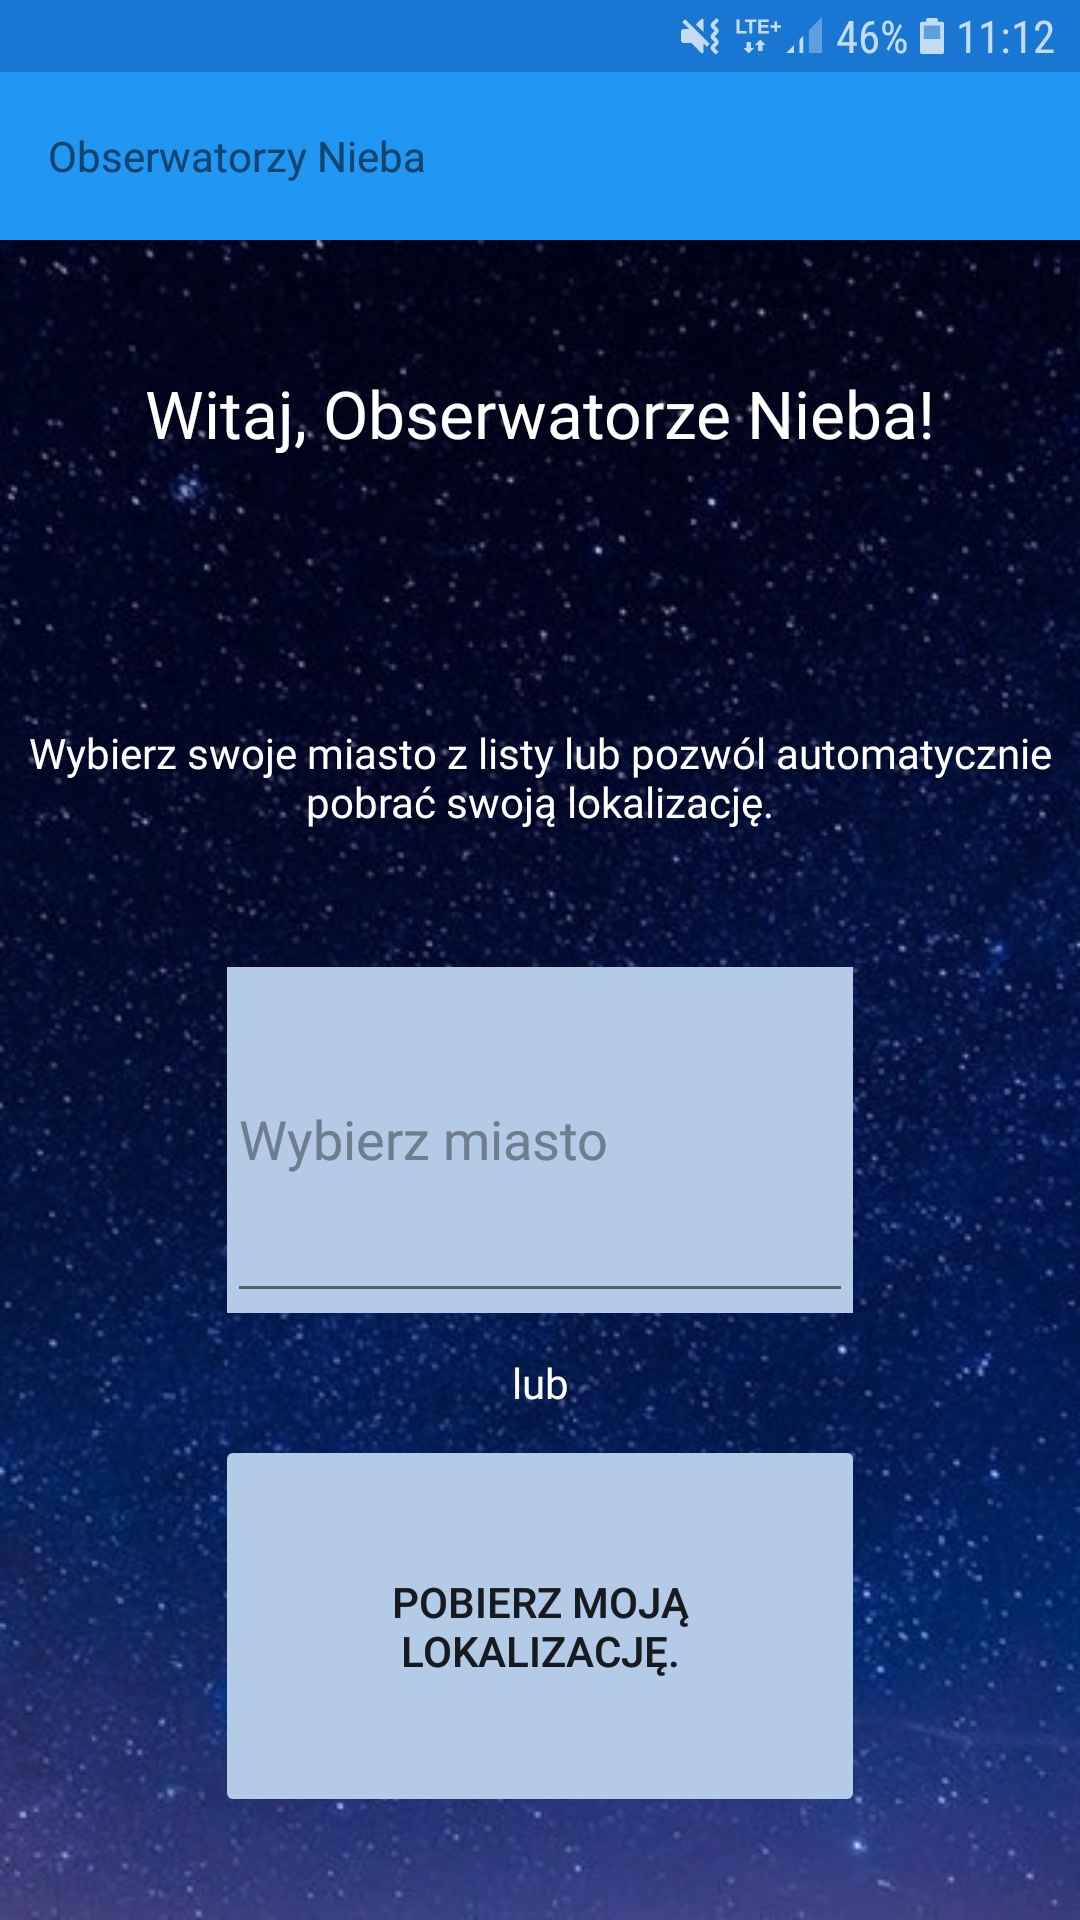 LTE+ 46% 11:12
Obserwatorzy Nieba
Witaj, Obserwatorze Nieba!
Wybierz swoje miasto z listy lub pozwól automatycznie
pobrać swoją lokalizację.
Wybierz miasto
lub
POBIERZ MOJĄ
LOKALIZACJĘ.